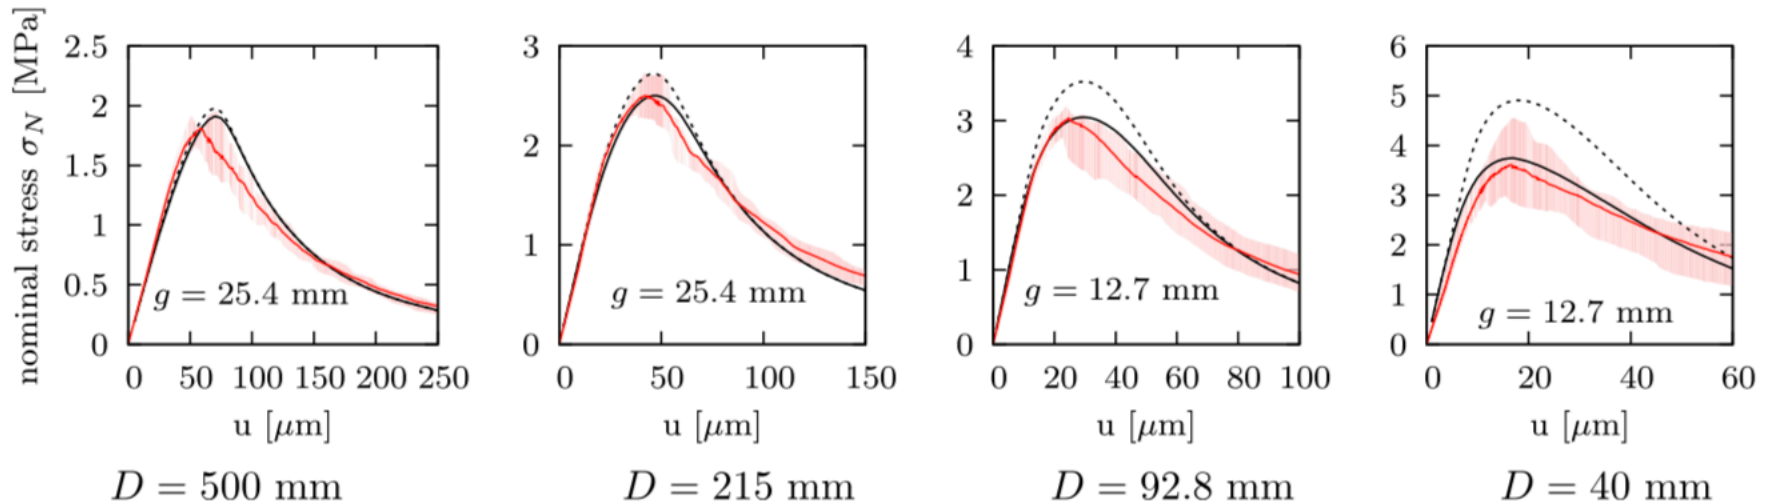 nominal stress σ_N [MPa]
2.5
2
1.5
1
0.5
0
0 50 100 150 200 250
g = 25.4 mm
u [μm]
D = 500 mm
3
2
1
0
0 50 100 150
g = 25.4 mm
u [μm]
D = 215 mm
4
3
2
1
0
0 20 40 60 80 100
g = 12.7 mm
u [μm]
D = 92.8 mm
6
5
4
3
2
1
0
0 20 40 60
g = 12.7 mm
u [μm]
D = 40 mm